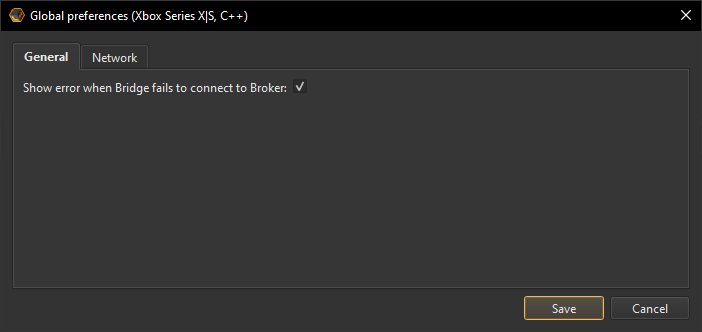 Global preferences (Xbox Series X|S, C++)
General
Network
Show error when Bridge fails to connect to Broker:
Save
Cancel